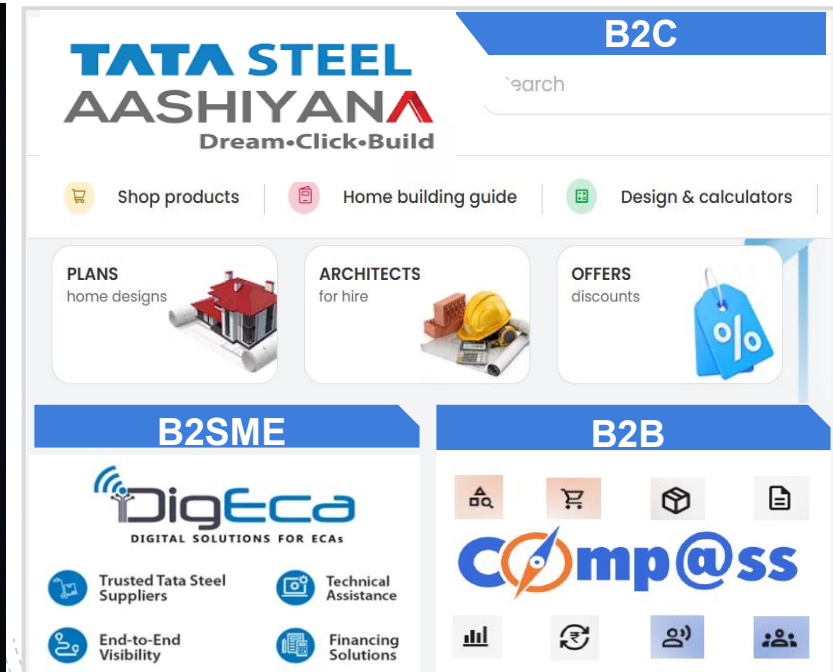 B2C
TATA STEEL
AASHIYANA
Dream•Click•Build
earch
Shop products
Home building guide
Design & calculators
PLANS
home designs
ARCHITECTS
for hire
OFFERS
discounts
%
B2SME
DigEca
DIGITAL SOLUTIONS FOR ECAs
Trusted Tata Steel
Suppliers
Technical
Assistance
End-to-End
Visibility
Financing
Solutions
B2B
Comp@ss
₹